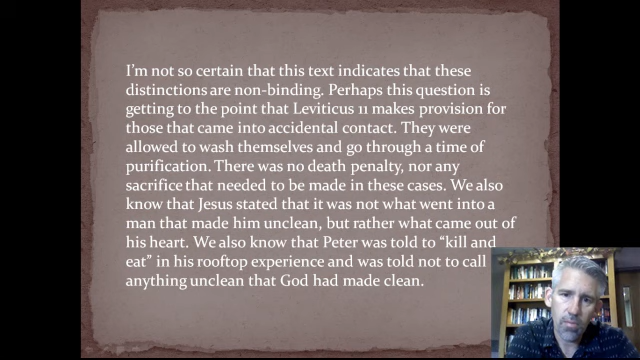 I'm not so certain that this text indicates that these
distinctions are non-binding. Perhaps this question is
getting to the point that Leviticus 11 makes provision for
those that came into accidental contact. They were
allowed to wash themselves and go through a time of
purification. There was no death penalty, nor any
sacrifice that needed to be made in these cases. We also
know that Jesus stated that it was not what went into a
man that made him unclean, but rather what came out of
his heart. We also know that Peter was told to “kill and
eat” in his rooftop experience and was told not to call
anything unclean that God had made clean.